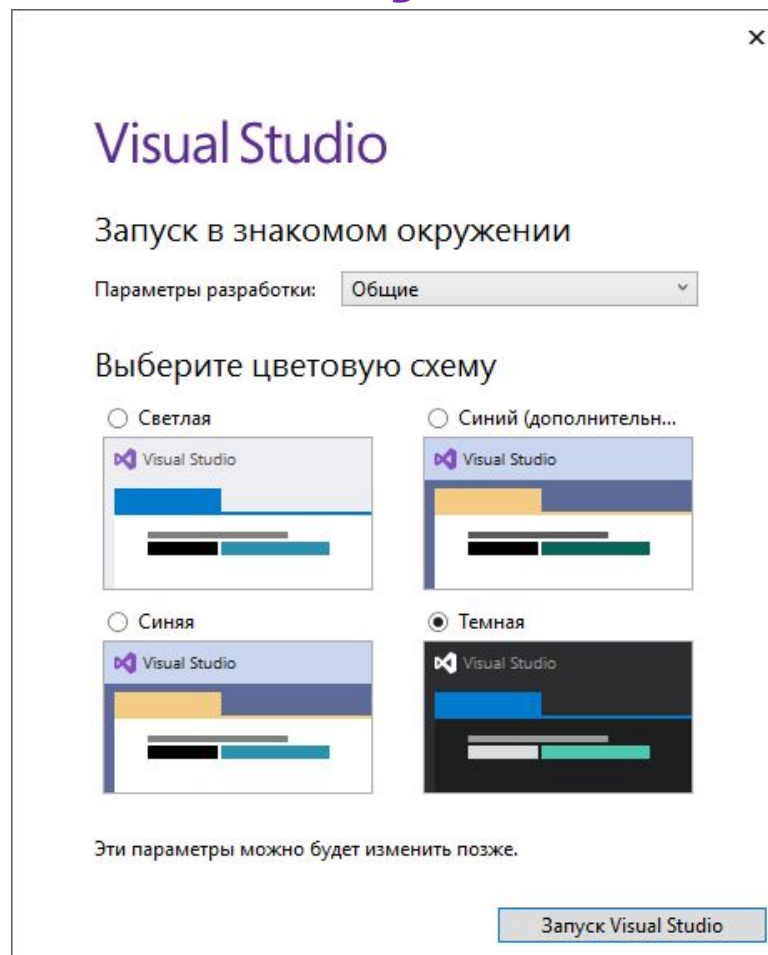 Visual Studio
Запуск в знакомом окружении
Параметры разработки: Общие
Выберите цветовую схему
Светлая
Синий (дополнительн...
Visual Studio
Visual Studio
Синяя
Темная
Visual Studio
Visual Studio
Эти параметры можно будет изменить позже.
Запуск Visual Studio